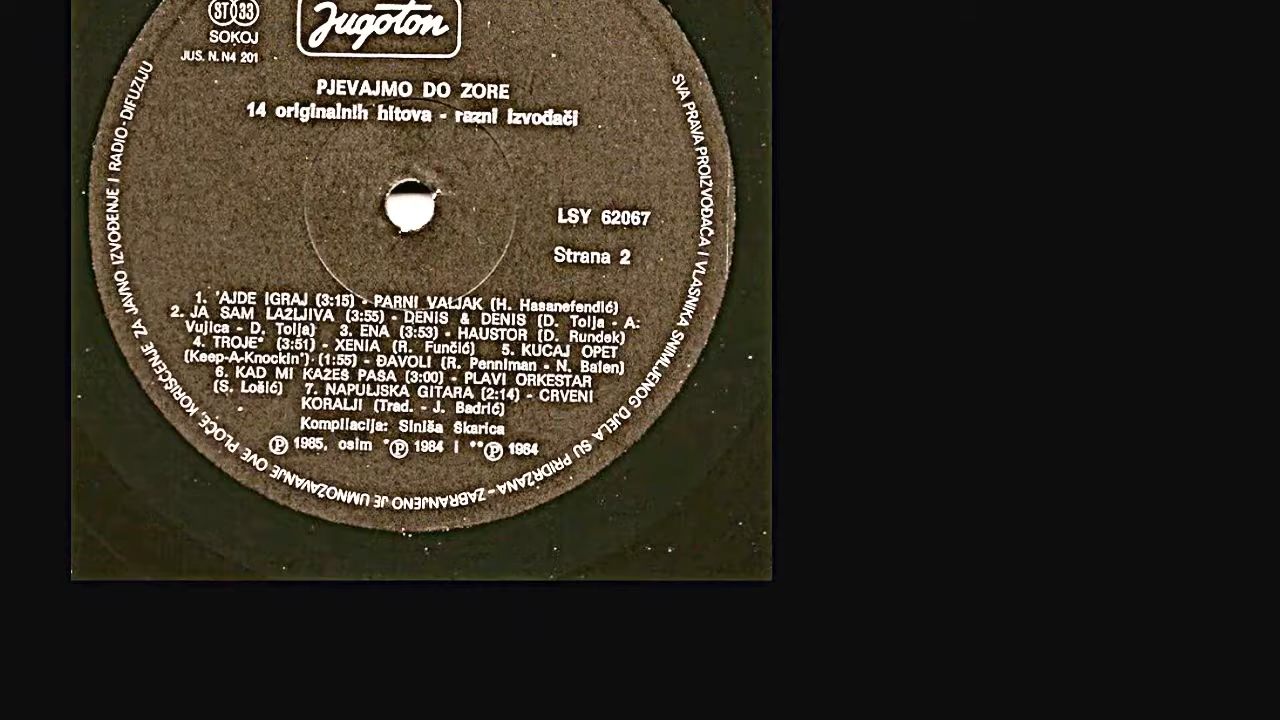 ST 33
SOKOJ
JUS. N. N4 201
Jugoton
PJEVAJMO DO ZORE
14 originalnih hitova - razni izvođači
LSY 62067
Strana 2
1. 'AJDE IGRAJ (3:15) - PARNI VALJAK (H. Hasanefendić)
2. JA SAM LAŽLJIVA (3:55) - DENIS & DENIS (D. Tolja - A:
Vujica - D. Tolja) 3. ENA (3:53) - HAUSTOR (D. Rundek)
4. TROJE* (3:51) - XENIA (R. Funčić) 5. KUCAJ OPET
(Keep-A-Knockin') (1:55) - ĐAVOLI (R. Penniman - N. Balen)
6. KAD MI KAŽEŠ PAŠA (3:00) - PLAVI ORKESTAR
(S. Lošić) 7. NAPULJSKA GITARA (2:14) - CRVENI
KORALJI (Trad. - J. Badrić)
Kompilacija: Siniša Škarica
Ⓟ 1985, osim *Ⓟ 1984 i **Ⓟ 1984
SVA PRAVA PROIZVOĐAČA I VLASNIKA SNIMLJENOG DJELA SU PRIDRŽANA - ZABRANJENO JE UMNOŽAVANJE OVE PLOČE, KORIŠĆENJE ZA JAVNO IZVOĐENJE I RADIO-DIFUZIJU